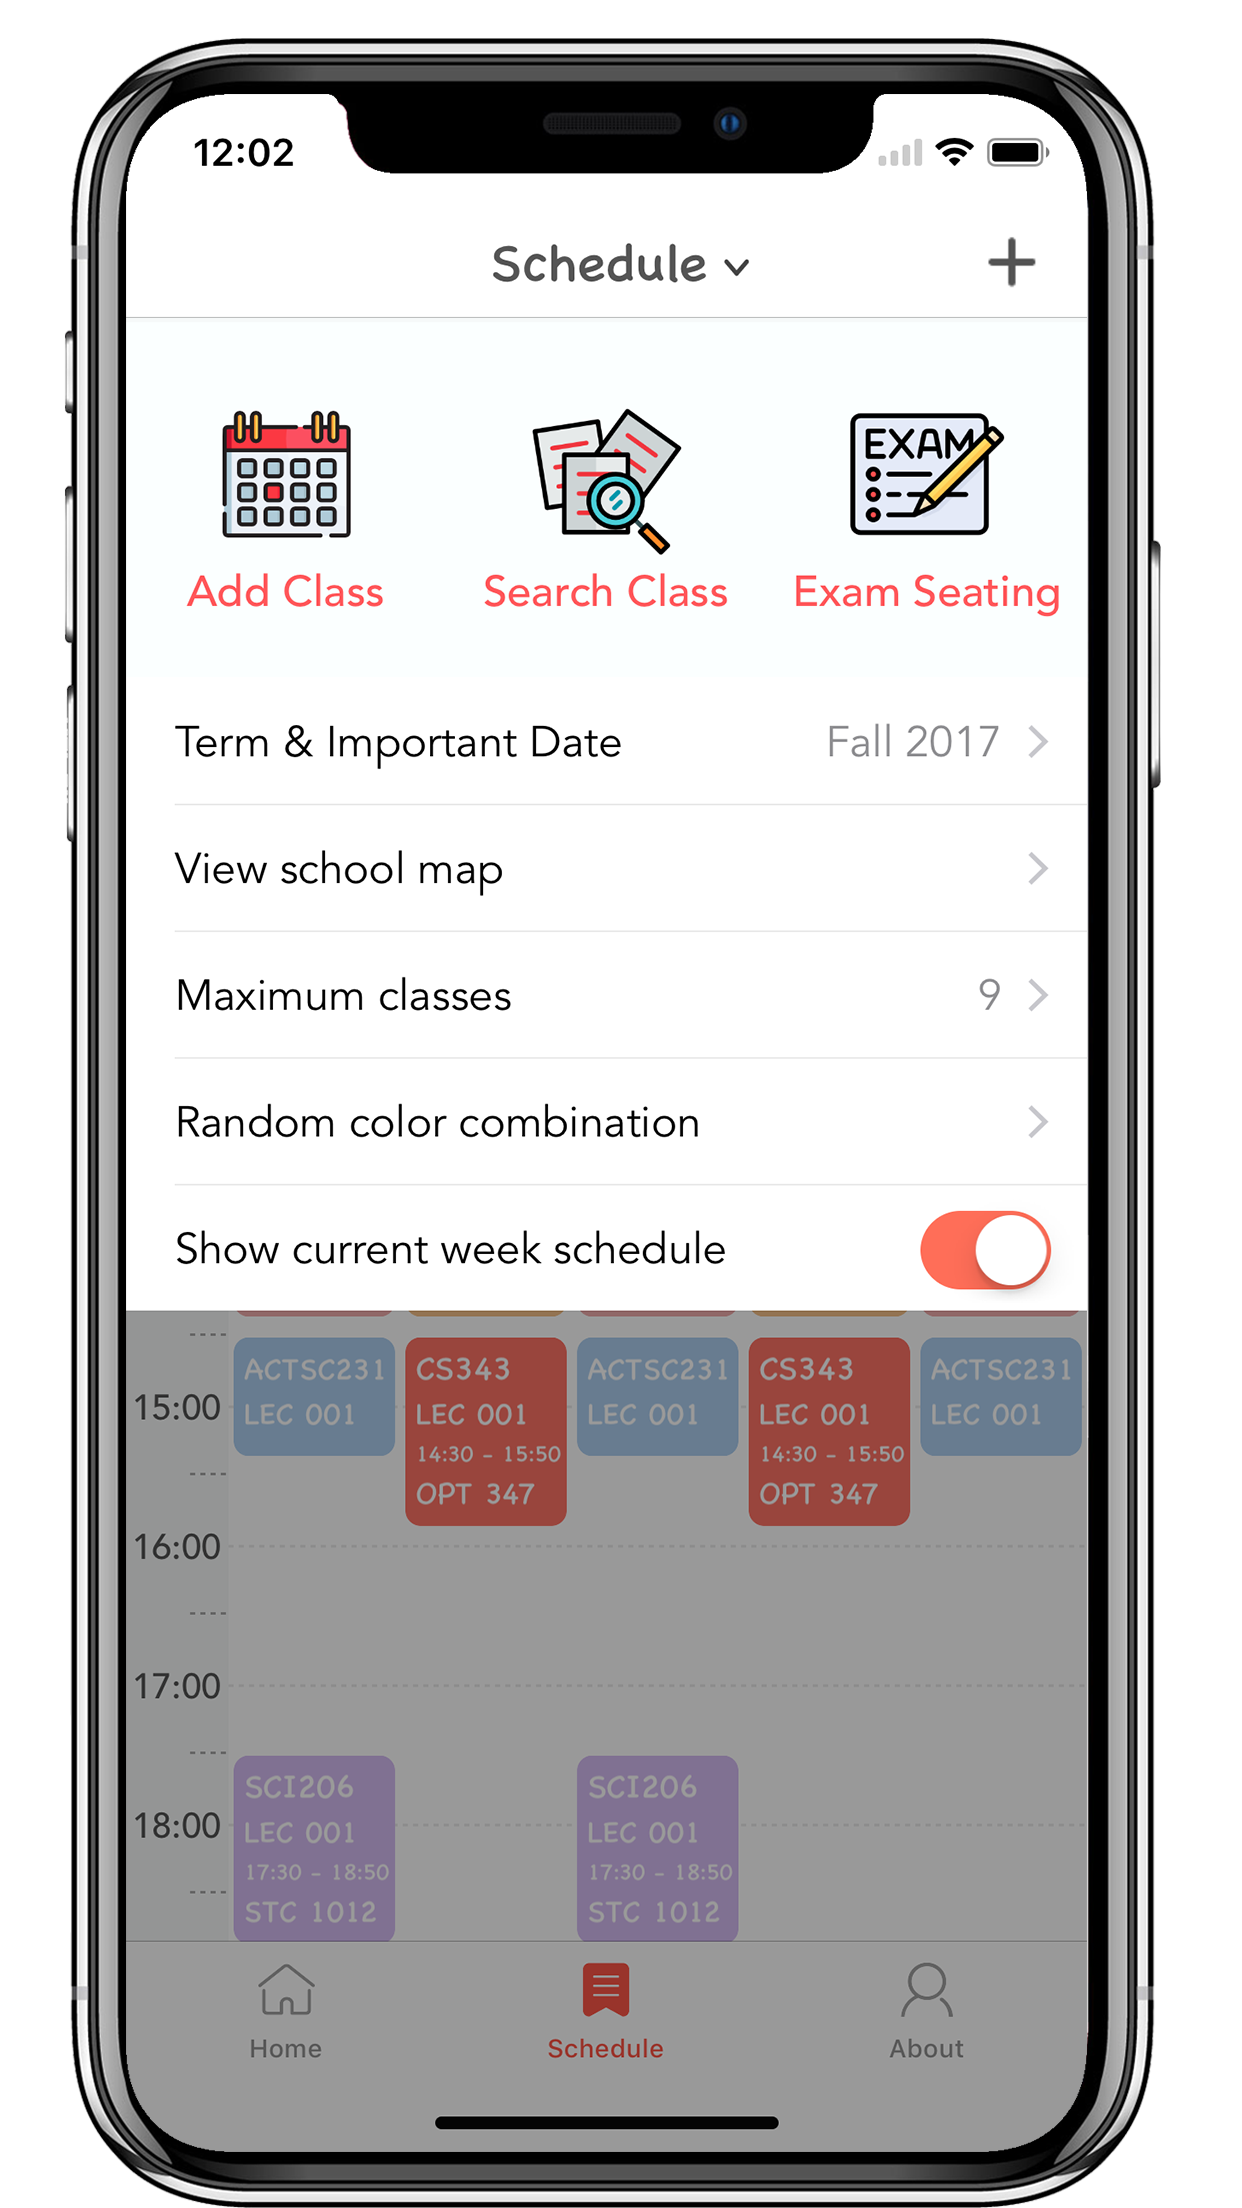 12:02
Schedule
EXAM
Add Class
Search Class
Exam Seating
Term & Important Date
Fall 2017
View school map
Maximum classes
9
Random color combination
Show current week schedule
15:00
16:00
17:00
18:00
ACTSC231
LEC 001
CS343
LEC 001
14:30 - 15:50
OPT 347
ACTSC231
LEC 001
CS343
LEC 001
14:30 - 15:50
OPT 347
ACTSC231
LEC 001
SCI206
LEC 001
17:30 - 18:50
STC 1012
SCI206
LEC 001
17:30 - 18:50
STC 1012
Home
Schedule
About